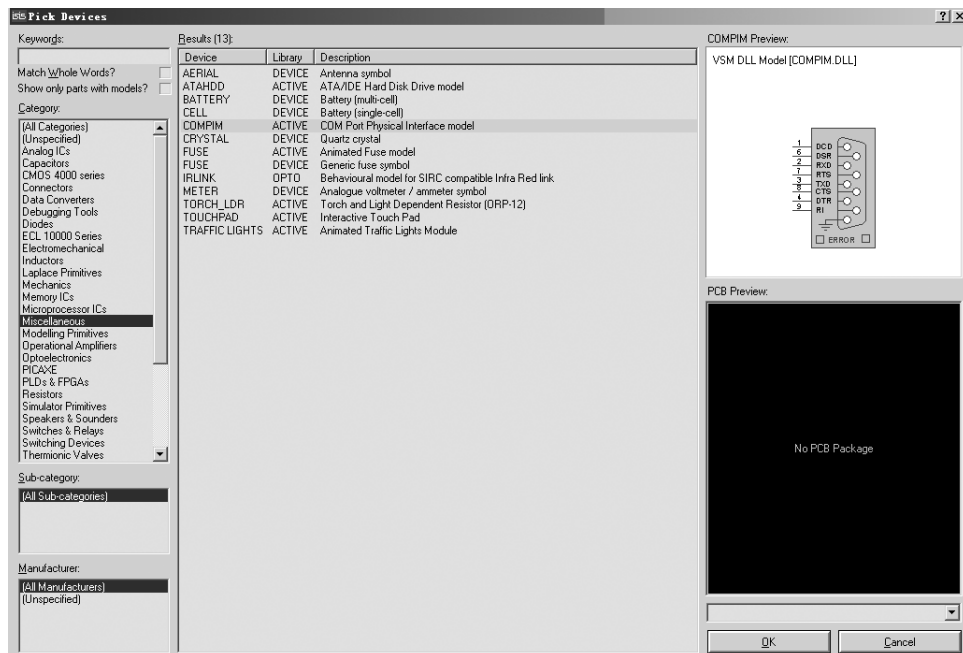 isis Pick Devices
? x
Keywords:
Match Whole Words?
Show only parts with models?
Category:
(All Categories)
(Unspecified)
Analog ICs
Capacitors
CMOS 4000 series
Connectors
Data Converters
Debugging Tools
Diodes
ECL 10000 Series
Electromechanical
Inductors
Laplace Primitives
Mechanics
Memory ICs
Microprocessor ICs
Miscellaneous
Modelling Primitives
Operational Amplifiers
Optoelectronics
PICAXE
PLDs & FPGAs
Resistors
Simulator Primitives
Speakers & Sounders
Switches & Relays
Switching Devices
Thermionic Valves
Sub-category:
(All Sub-categories)
Manufacturer:
(All Manufacturers)
(Unspecified)
Results (13):
Device Library Description
AERIAL DEVICE Antenna symbol
ATAHDD ACTIVE ATA/IDE Hard Disk Drive model
BATTERY DEVICE Battery (multi-cell)
CELL DEVICE Battery (single-cell)
COMPIM ACTIVE COM Port Physical Interface model
CRYSTAL DEVICE Quartz crystal
FUSE ACTIVE Animated Fuse model
FUSE DEVICE Generic fuse symbol
IRLINK OPTO Behavioural model for SIRC compatible Infra Red link
METER DEVICE Analogue voltmeter / ammeter symbol
TORCH_LDR ACTIVE Torch and Light Dependent Resistor (ORP-12)
TOUCHPAD ACTIVE Interactive Touch Pad
TRAFFIC LIGHTS ACTIVE Animated Traffic Lights Module
COMPIM Preview:
VSM DLL Model [COMPIM.DLL]
1 DCD
6 DSR
2 RXD
7 RTS
3 TXD
8 CTS
4 DTR
9 RI
ERROR
PCB Preview:
No PCB Package
OK Cancel